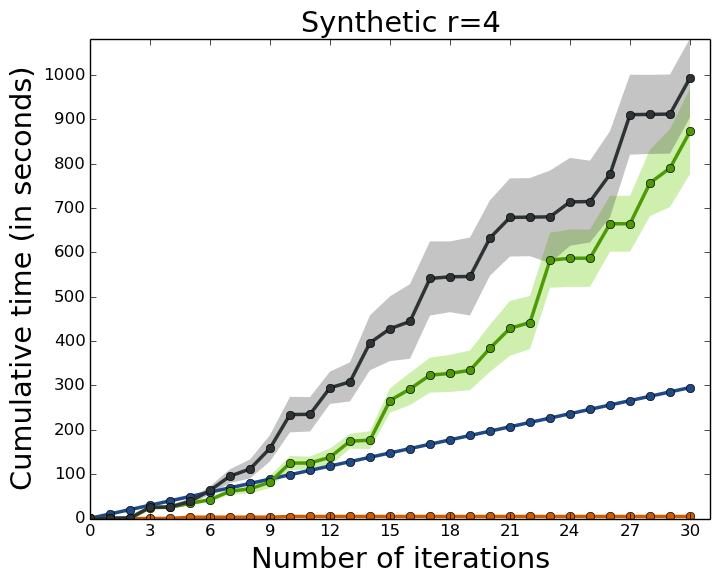 Synthetic r=4
Cumulative time (in seconds)
1000
900
800
700
600
500
400
300
200
100
0
0 3 6 9 12 15 18 21 24 27 30
Number of iterations